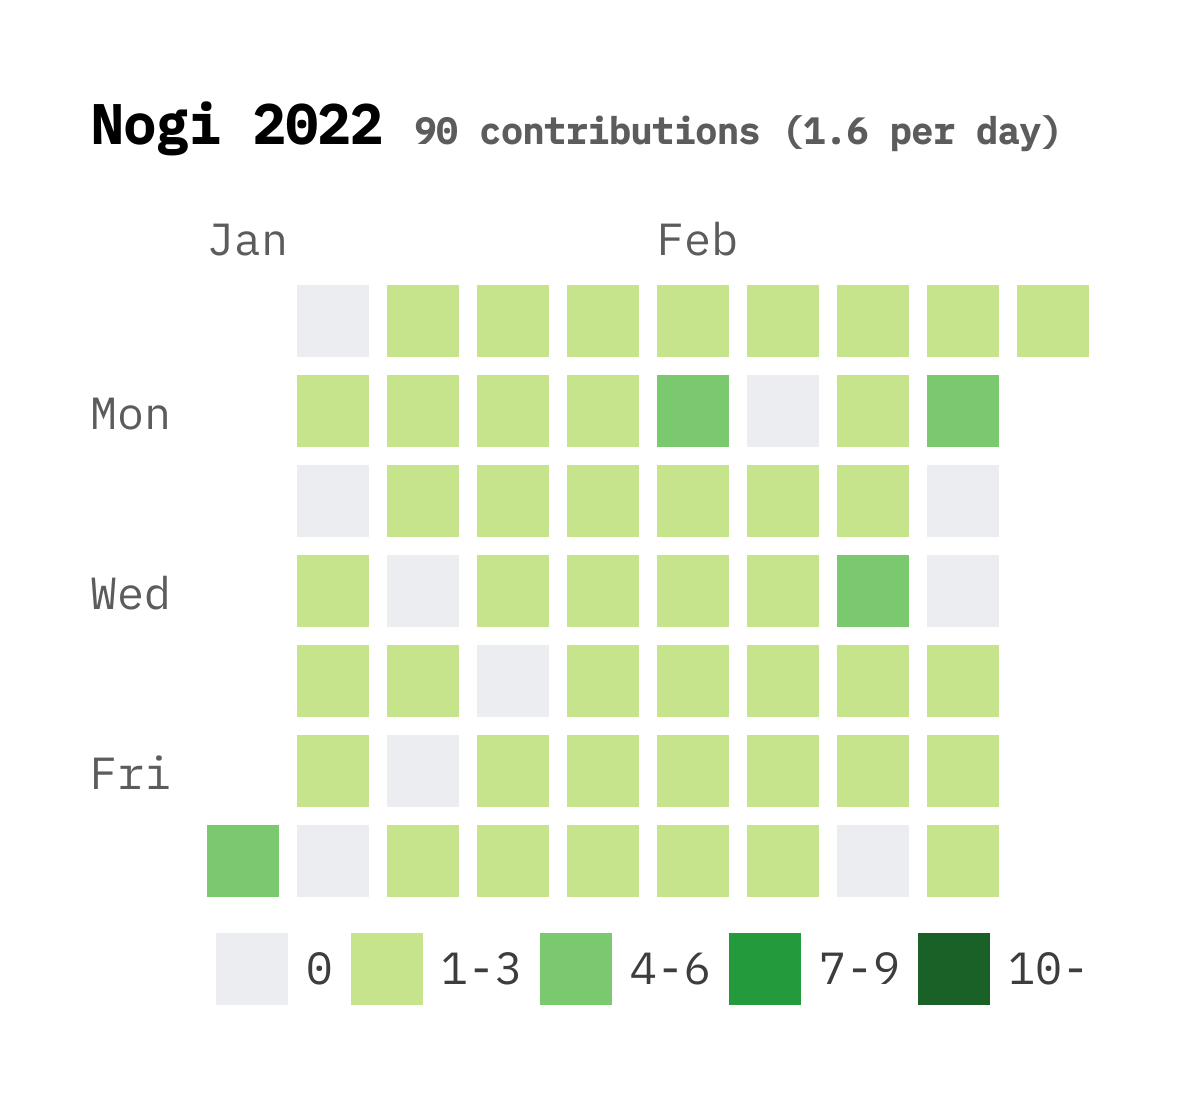 Nogi 2022 90 contributions (1.6 per day)
Jan Feb
Mon
Wed
Fri
0 1-3 4-6 7-9 10-